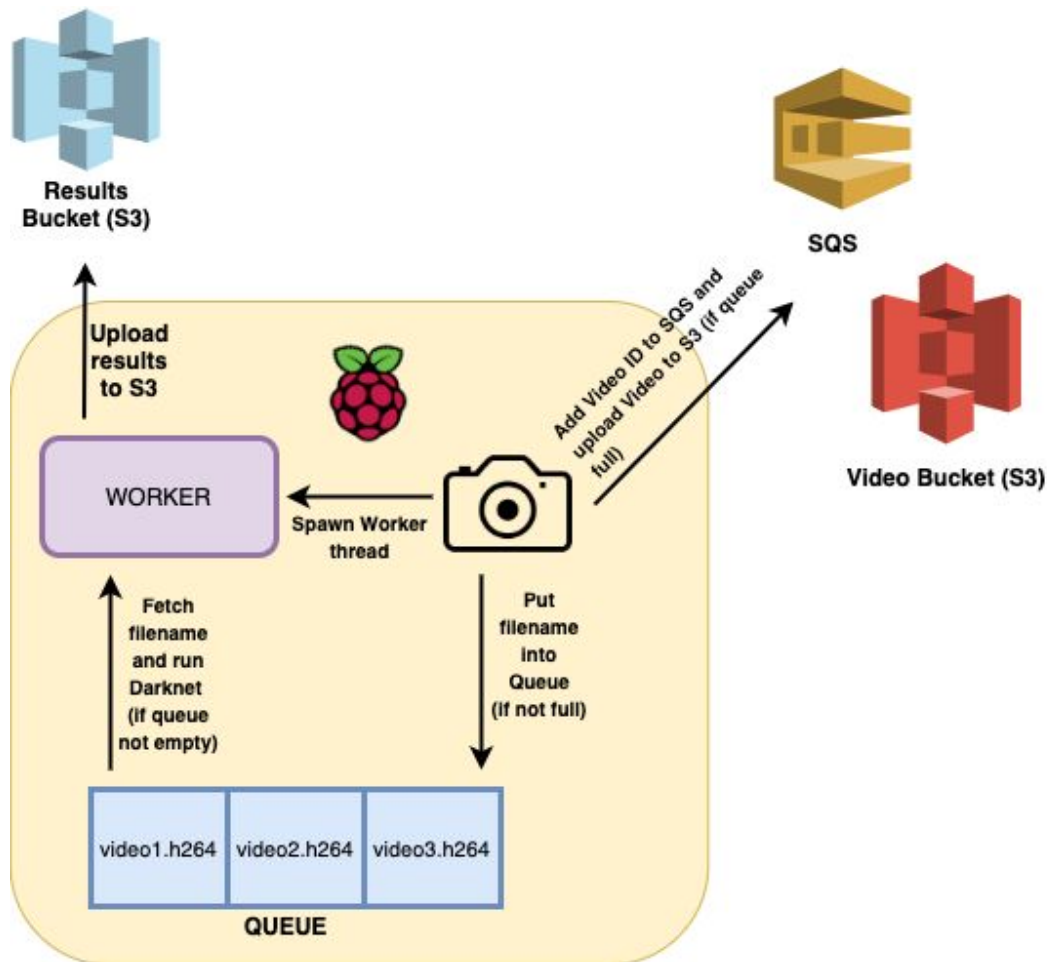 Results
Bucket (S3)
SQS
Video Bucket (S3)
Add Video ID to SQS and
upload Video to S3 (if queue
full)
Upload
results
to S3
WORKER
Spawn Worker
thread
Fetch
filename
and run
Darknet
(if queue
not empty)
Put
filename
into
Queue
(if not full)
video1.h264
video2.h264
video3.h264
QUEUE